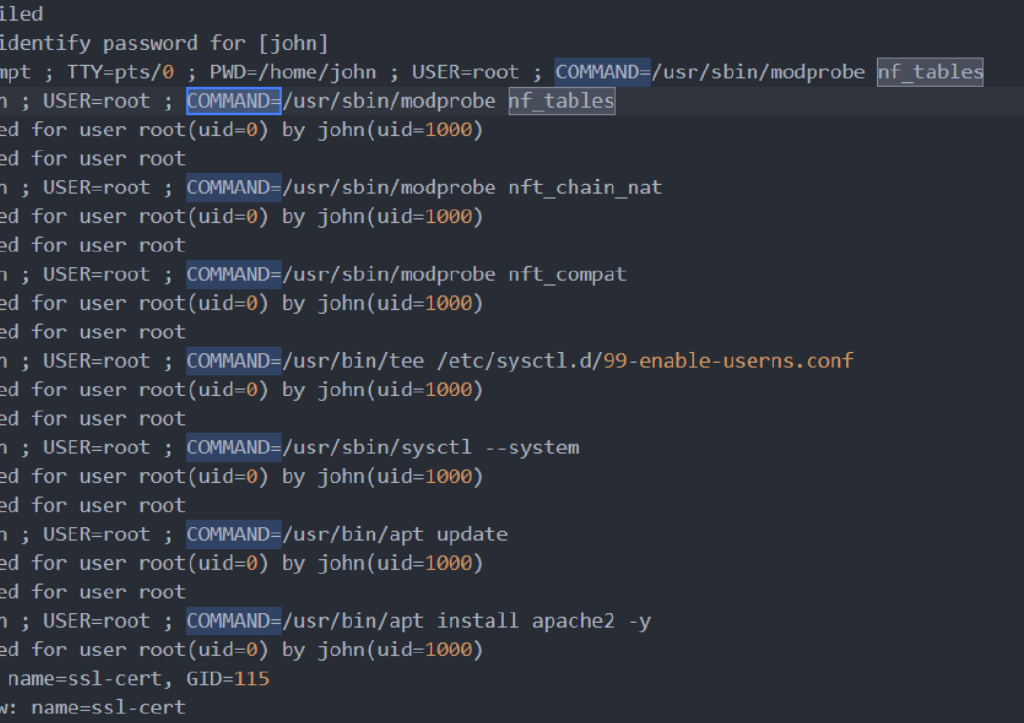 iled
identify password for [john]
mpt ; TTY=pts/0 ; PWD=/home/john ; USER=root ; COMMAND=/usr/sbin/modprobe nf_tables
n ; USER=root ; COMMAND=/usr/sbin/modprobe nf_tables
ed for user root(uid=0) by john(uid=1000)
ed for user root
n ; USER=root ; COMMAND=/usr/sbin/modprobe nft_chain_nat
ed for user root(uid=0) by john(uid=1000)
ed for user root
n ; USER=root ; COMMAND=/usr/sbin/modprobe nft_compat
ed for user root(uid=0) by john(uid=1000)
ed for user root
n ; USER=root ; COMMAND=/usr/bin/tee /etc/sysctl.d/99-enable-userns.conf
ed for user root(uid=0) by john(uid=1000)
ed for user root
n ; USER=root ; COMMAND=/usr/sbin/sysctl --system
ed for user root(uid=0) by john(uid=1000)
ed for user root
n ; USER=root ; COMMAND=/usr/bin/apt update
ed for user root(uid=0) by john(uid=1000)
ed for user root
n ; USER=root ; COMMAND=/usr/bin/apt install apache2 -y
ed for user root(uid=0) by john(uid=1000)
name=ssl-cert, GID=115
w: name=ssl-cert